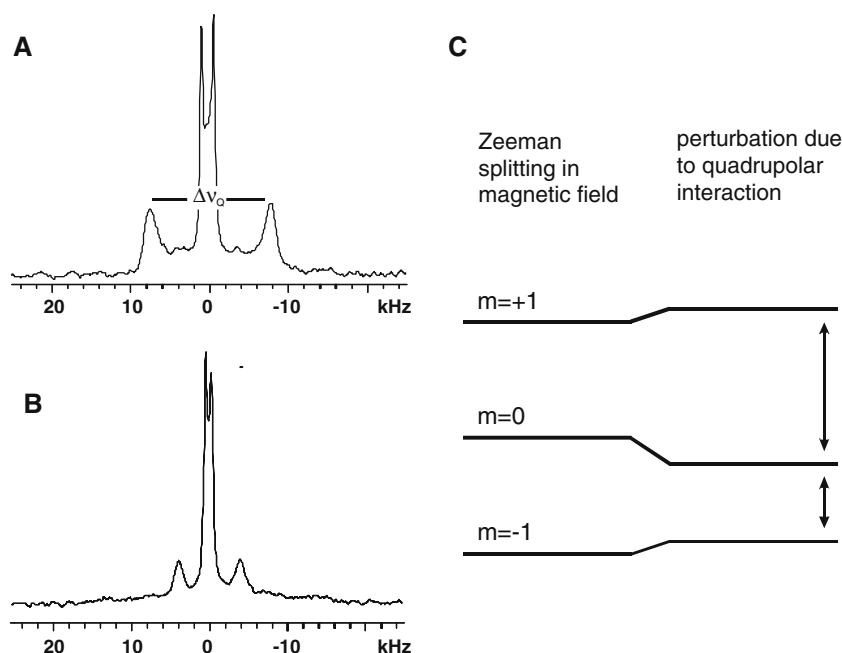 A
Δν_Q
20 10 0 -10 kHz
B
20 10 0 -10 kHz
C
Zeeman
splitting in
magnetic field
perturbation due
to quadrupolar
interaction
m=+1
m=0
m=-1